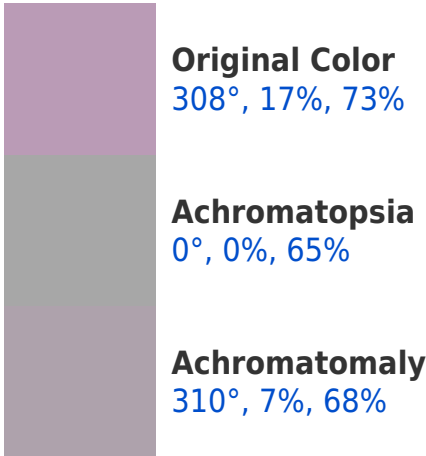 Original Color
308°, 17%, 73%
Achromatopsia
0°, 0%, 65%
Achromatomaly
310°, 7%, 68%